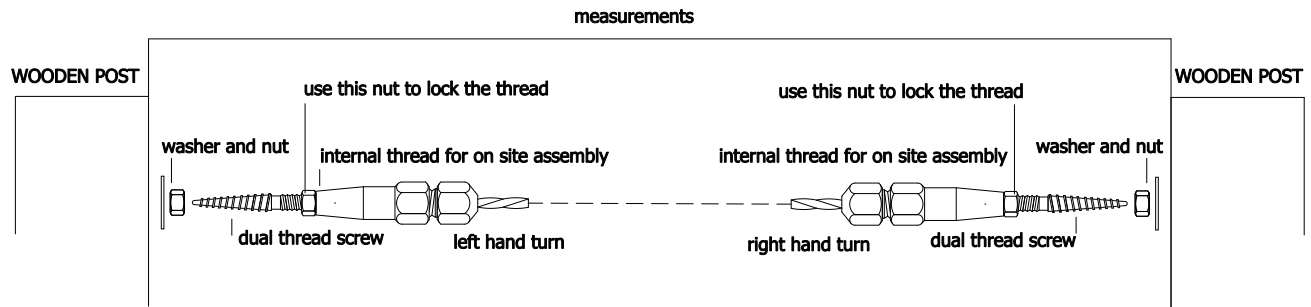 measurements
WOODEN POST
WOODEN POST
use this nut to lock the thread
use this nut to lock the thread
washer and nut
internal thread for on site assembly
internal thread for on site assembly
washer and nut
dual thread screw
left hand turn
right hand turn
dual thread screw